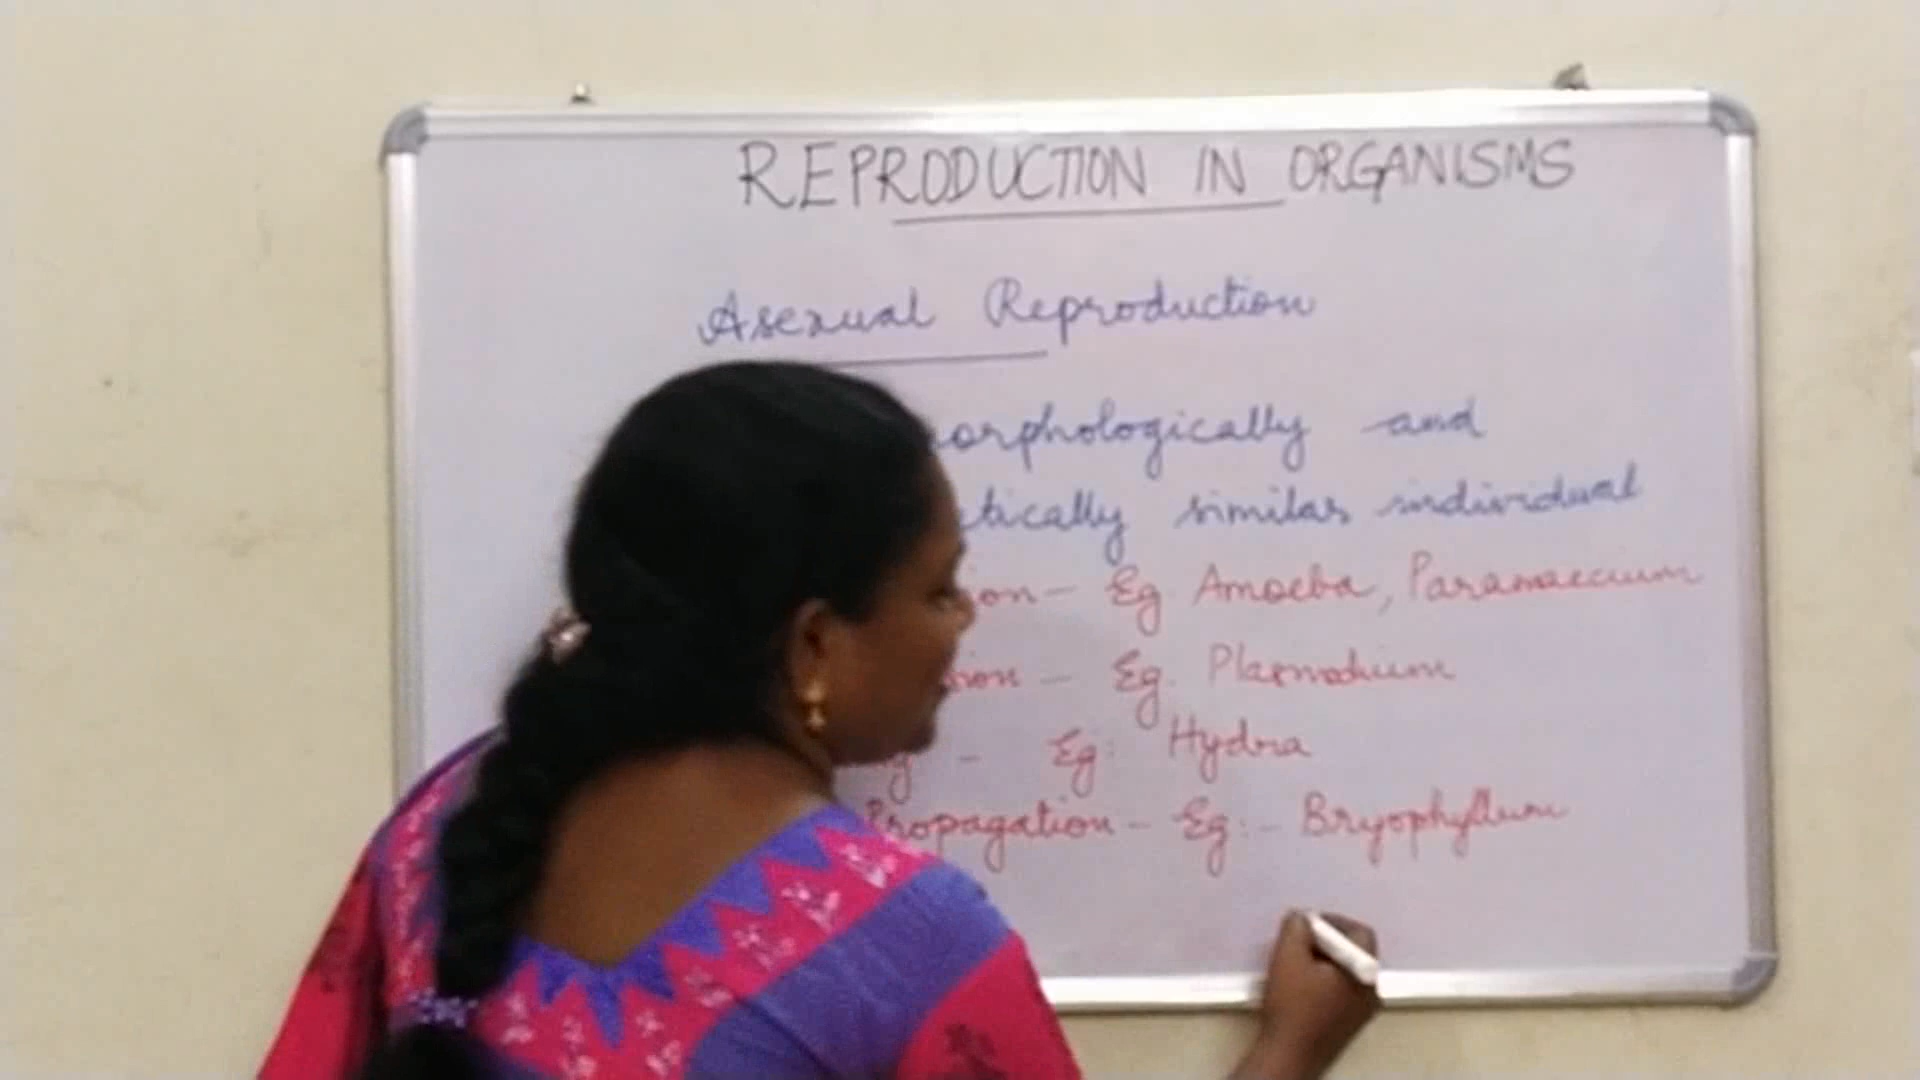 REPRODUCTION IN ORGANISMS
Asexual Reproduction
orphologically and
tically similar individual
ion - Eg Amoeba, Paramaecium
sion - Eg. Plasmodium
- Eg: Hydra
Propagation - Eg:- Bryophyllum